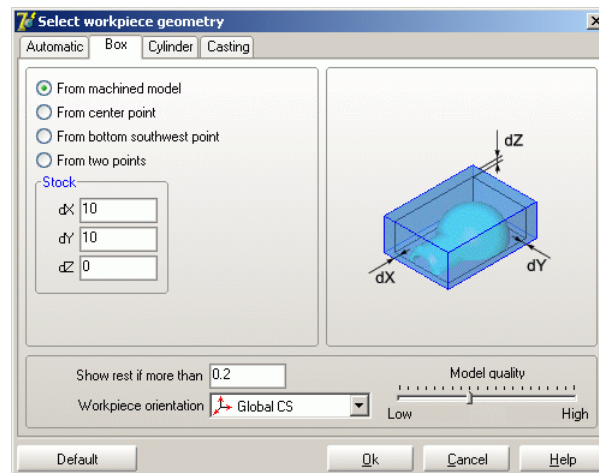 Select workpiece geometry
Automatic Box Cylinder Casting
From machined model
From center point
From bottom southwest point
From two points
Stock
dX 10
dY 10
dZ 0
dZ
dX
dY
Show rest if more than 0.2
Workpiece orientation Global CS
Model quality
Low High
Default Ok Cancel Help